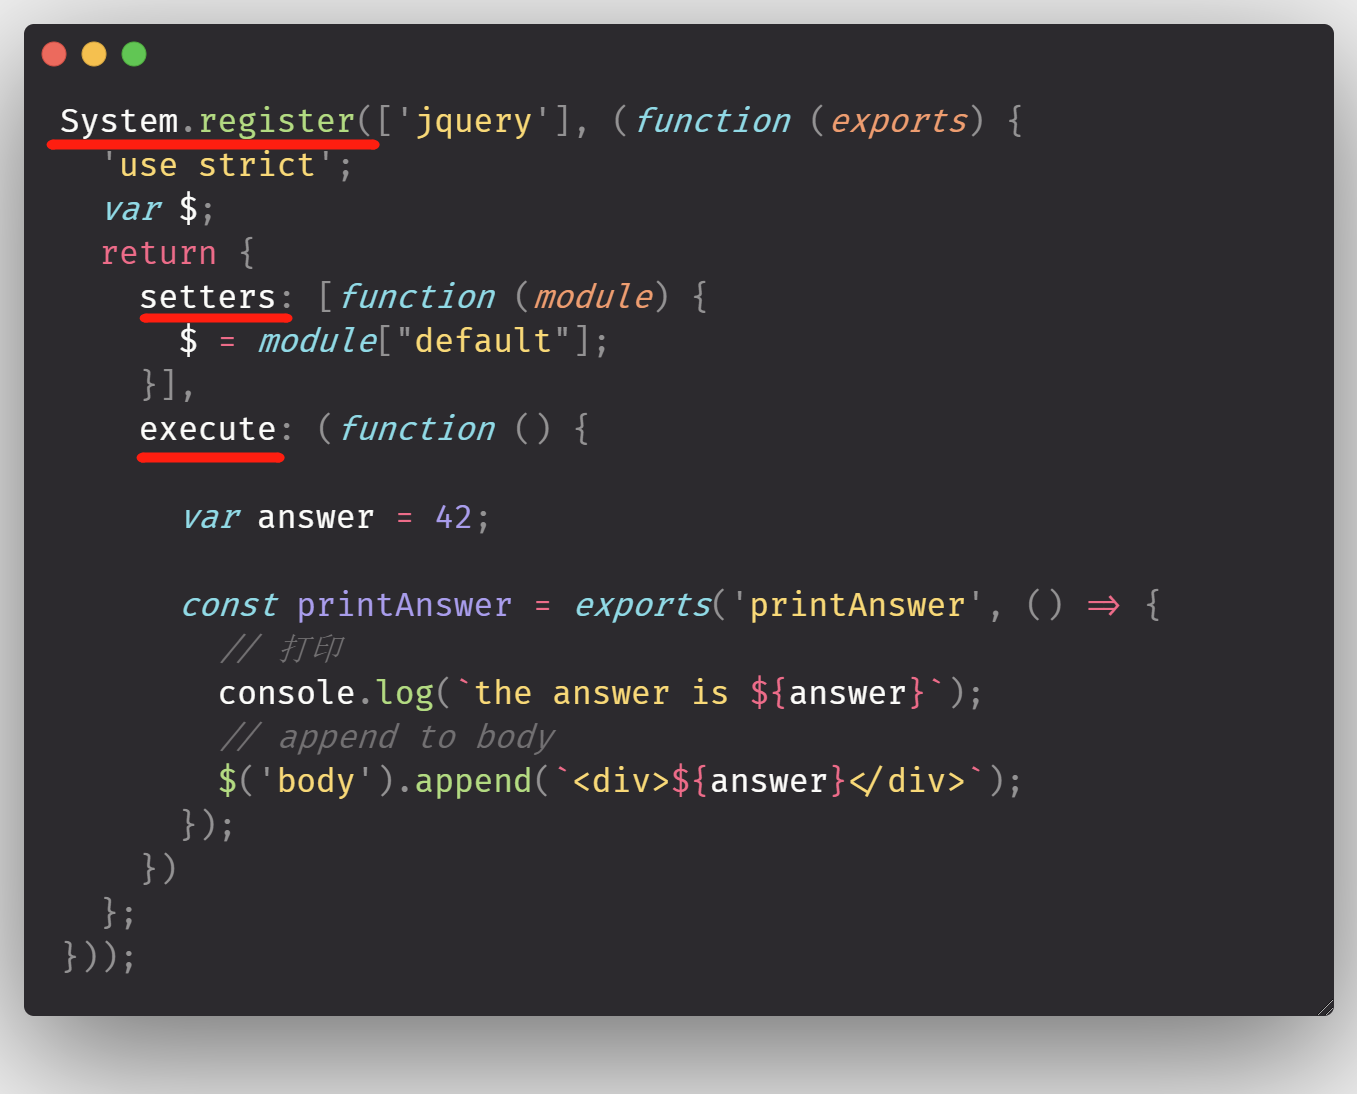 System.register(['jquery'], (function (exports) {
'use strict';
var $;
return {
setters: [function (module) {
$ = module["default"];
}],
execute: (function () {
var answer = 42;
const printAnswer = exports('printAnswer', () => {
// 打印
console.log(`the answer is ${answer}`);
// append to body
$('body').append(`<div>${answer}</div>`);
});
})
};
}));